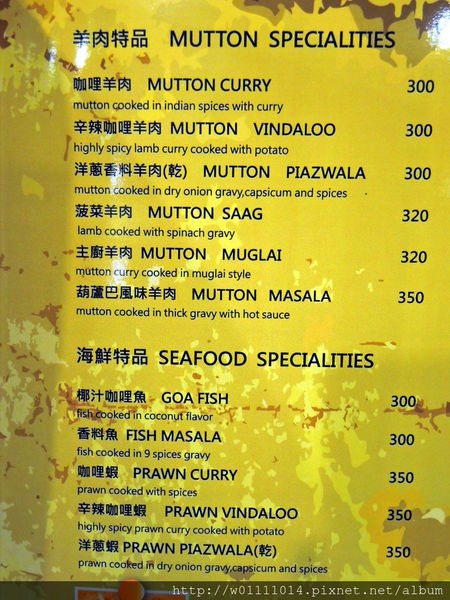 羊肉特品 MUTTON SPECIALITIES
咖哩羊肉 MUTTON CURRY 300
mutton cooked in indian spices with curry
辛辣咖哩羊肉 MUTTON VINDALOO 300
highly spicy lamb curry cooked with potato
洋蔥香料羊肉(乾) MUTTON PIAZWALA 300
mutton cooked in dry onion gravy,capsicum and spices
菠菜羊肉 MUTTON SAAG 320
lamb cooked with spinach gravy
主廚羊肉 MUTTON MUGLAI 320
mutton curry cooked in muglai style
葫蘆巴風味羊肉 MUTTON MASALA 350
mutton cooked in thick gravy with hot sauce
海鮮特品 SEAFOOD SPECIALITIES
椰汁咖哩魚 GOA FISH 300
fish cooked in coconut flavor
香料魚 FISH MASALA 300
fish cooked in 9 spices gravy
咖哩蝦 PRAWN CURRY 350
prawn cooked with spices
辛辣咖哩蝦 PRAWN VINDALOO 350
highly spicy prawn curry cooked with potato
洋蔥蝦 PRAWN PIAZWALA(乾) 350
prawn cooked in dry onion gravy,capsicum and spices
http://w01111014.pixnet.net/album